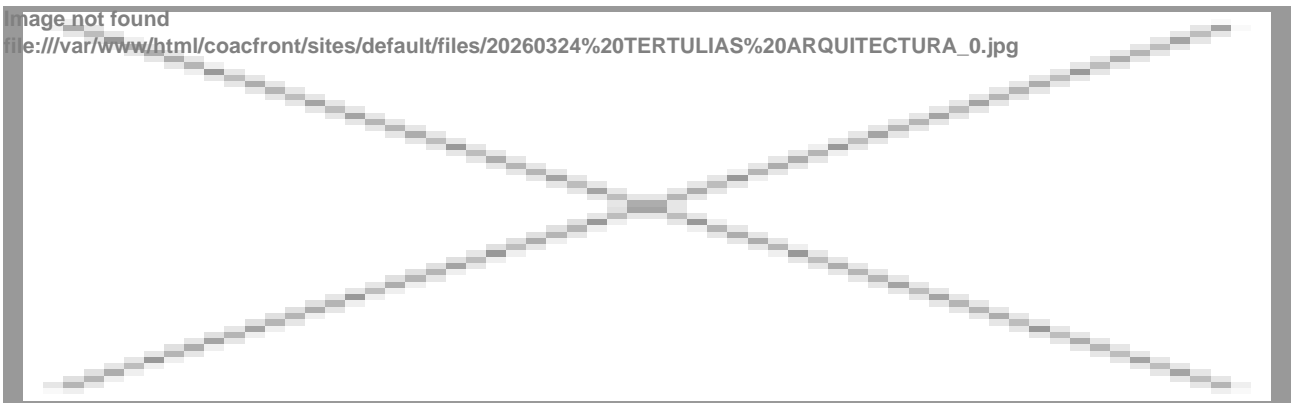 Image not found
file:///var/www/html/coacfront/sites/default/files/20260324%20TERTULIAS%20ARQUITECTURA_0.jpg